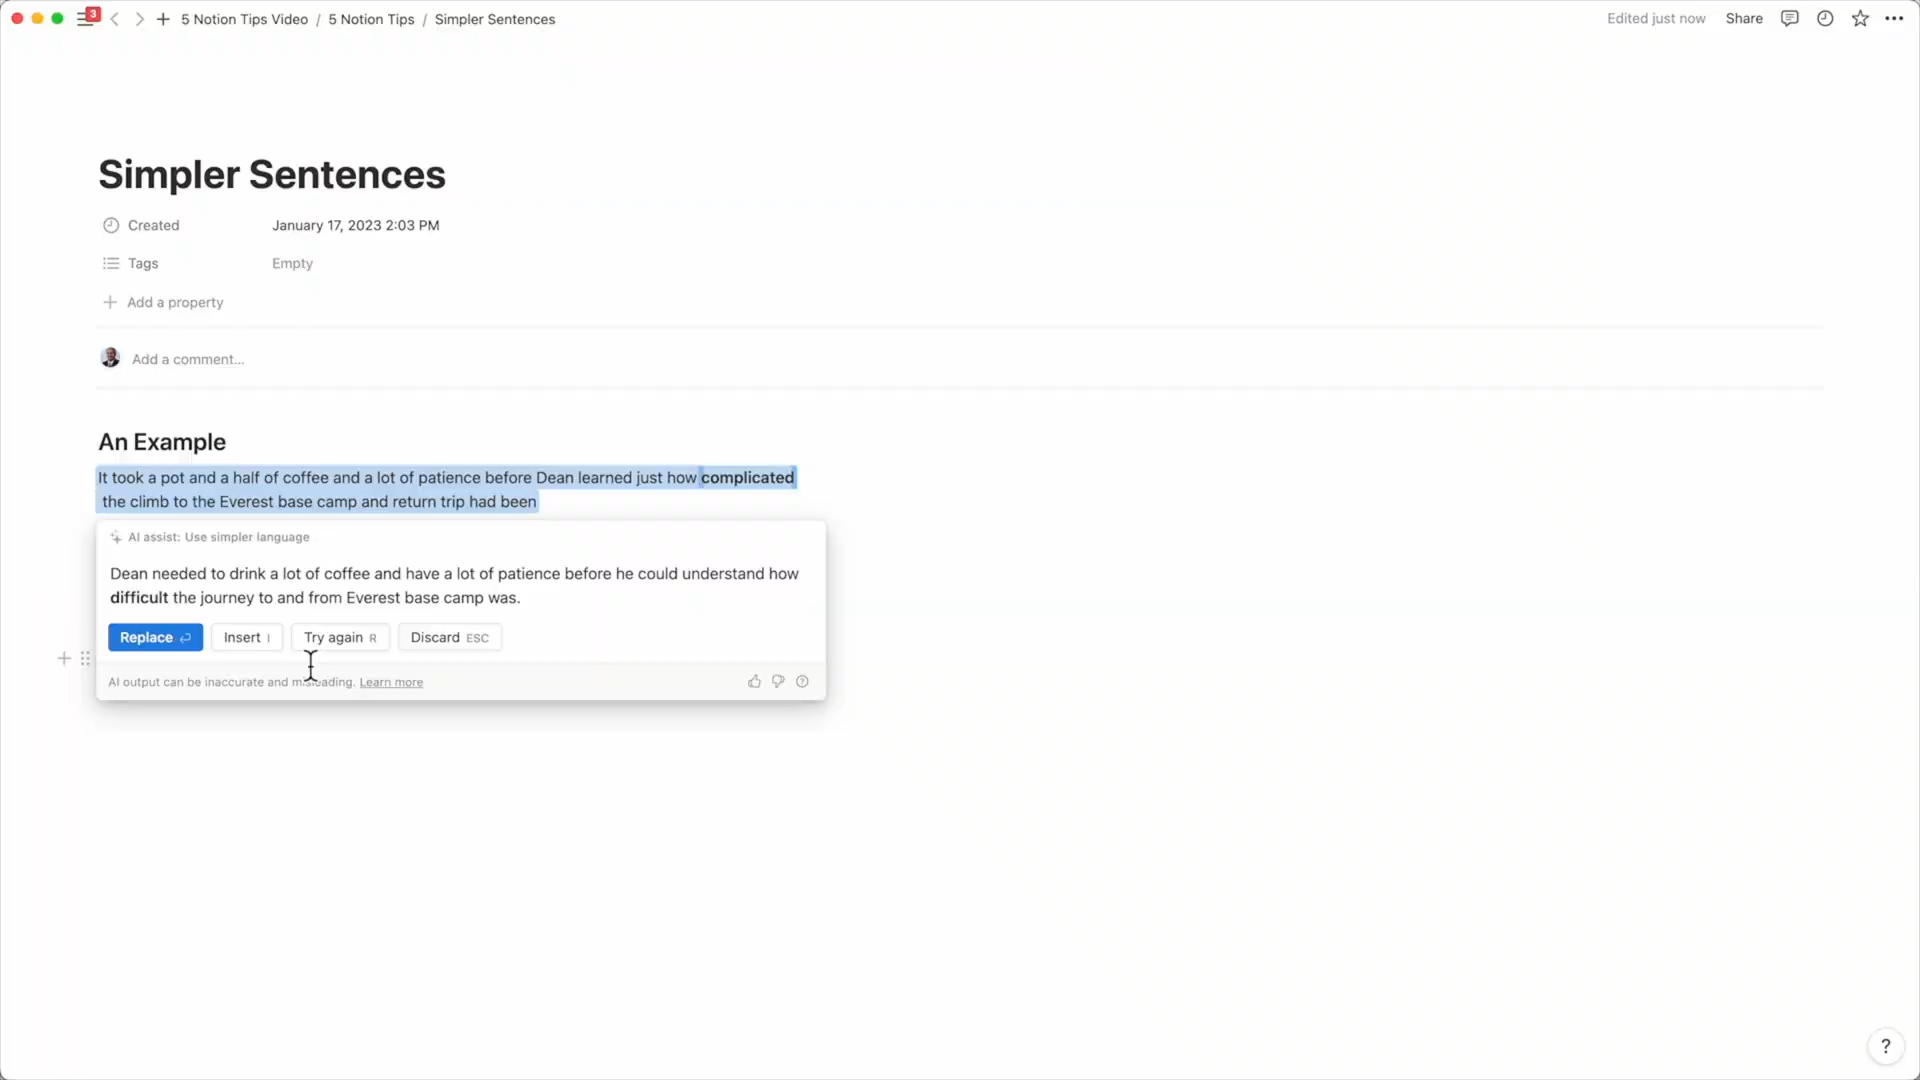 3
5 Notion Tips Video / 5 Notion Tips / Simpler Sentences
Edited just now Share
Simpler Sentences
Created January 17, 2023 2:03 PM
Tags Empty
Add a property
Add a comment...
An Example
It took a pot and a half of coffee and a lot of patience before Dean learned just how complicated
the climb to the Everest base camp and return trip had been
AI assist: Use simpler language
Dean needed to drink a lot of coffee and have a lot of patience before he could understand how
difficult the journey to and from Everest base camp was.
Replace Insert I Try again R Discard ESC
AI output can be inaccurate and misleading. Learn more
?